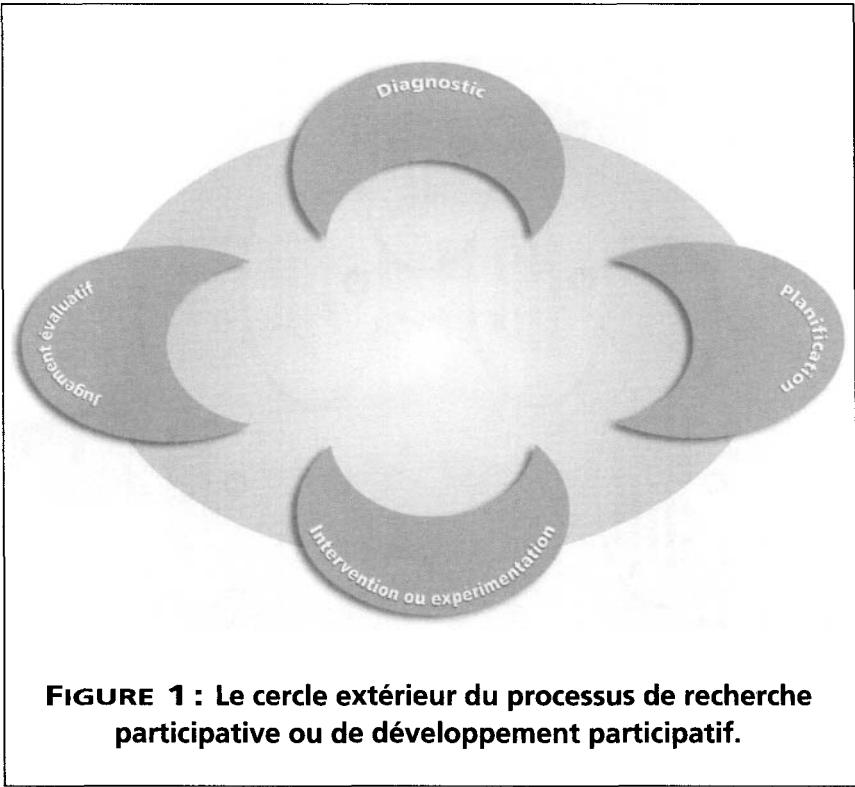 Diagnostic
Planification
Jugement évaluatif
Intervention ou expérimentation
FIGURE 1 : Le cercle extérieur du processus de recherche
participative ou de développement participatif.